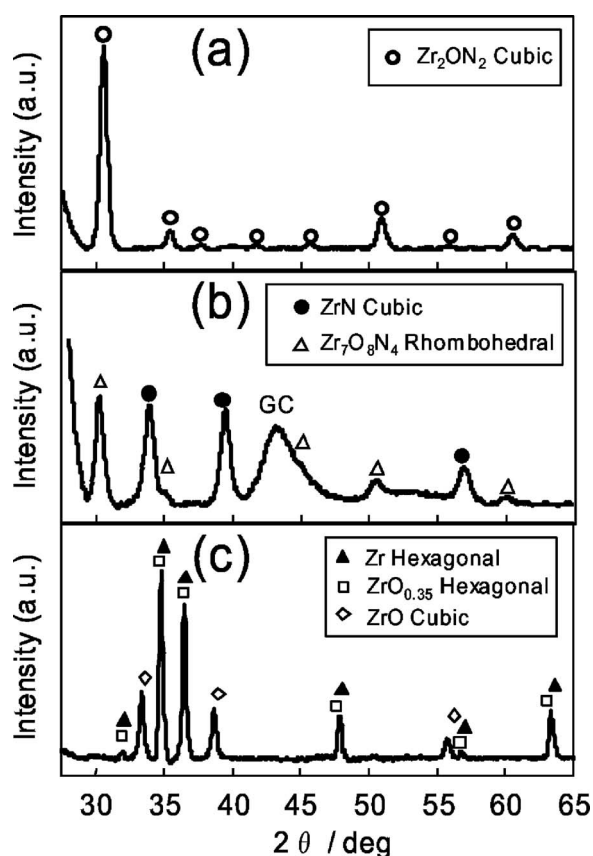 (a)
Zr₂ON₂ Cubic
Intensity (a.u.)
(b)
ZrN Cubic
Zr₇O₈N₄ Rhombohedral
GC
Intensity (a.u.)
(c)
Zr Hexagonal
ZrO₀.₃₅ Hexagonal
ZrO Cubic
Intensity (a.u.)
30 35 40 45 50 55 60 65
2 θ / deg